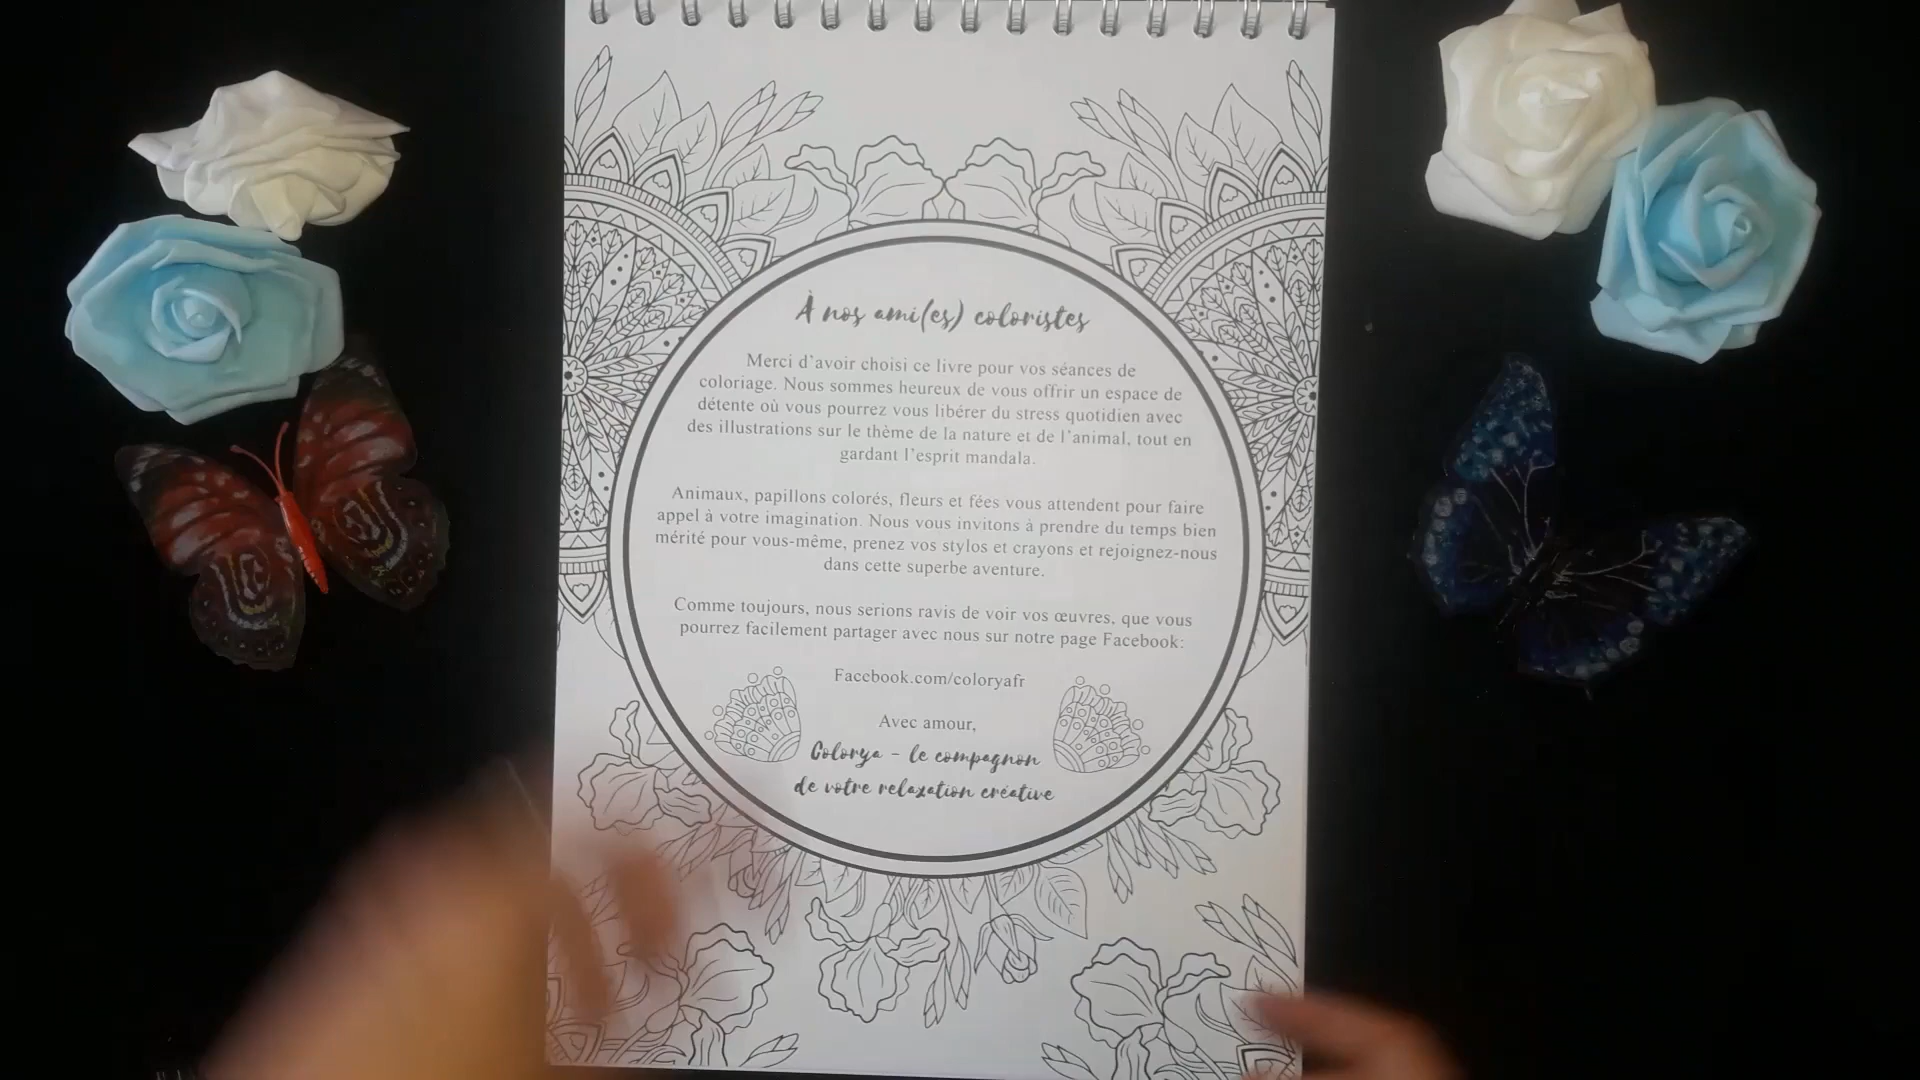 À nos ami(es) coloristes
Merci d'avoir choisi ce livre pour vos séances de
coloriage. Nous sommes heureux de vous offrir un espace de
détente où vous pourrez vous libérer du stress quotidien avec
des illustrations sur le thème de la nature et de l'animal, tout en
gardant l'esprit mandala.
Animaux, papillons colorés, fleurs et fées vous attendent pour faire
appel à votre imagination. Nous vous invitons à prendre du temps bien
mérité pour vous-même, prenez vos stylos et crayons et rejoignez-nous
dans cette superbe aventure.
Comme toujours, nous serions ravis de voir vos œuvres, que vous
pourrez facilement partager avec nous sur notre page Facebook:
Facebook.com/coloryafr
Avec amour,
Colorya - le compagnon
de votre relaxation créative